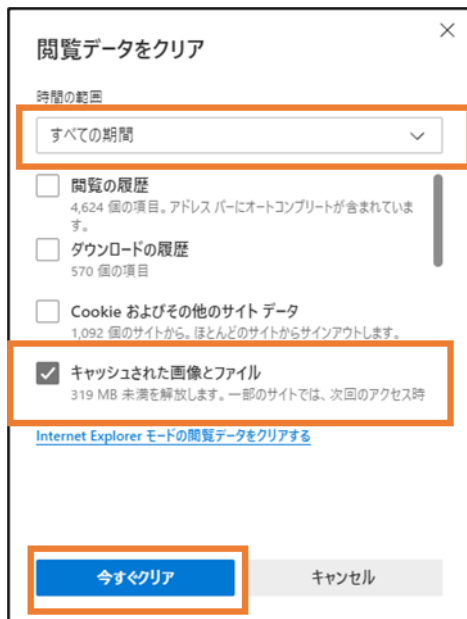 閲覧データをクリア
時間の範囲
すべての期間
閲覧の履歴
4,624 個の項目。アドレス バーにオートコンプリートが含まれていま
す。
ダウンロードの履歴
570 個の項目
Cookie およびその他のサイト データ
1,092 個のサイトから。ほとんどのサイトからサインアウトします。
キャッシュされた画像とファイル
319 MB 未満を解放します。一部のサイトでは、次回のアクセス時
Internet Explorer モードの閲覧データをクリアする
今すぐクリア
キャンセル